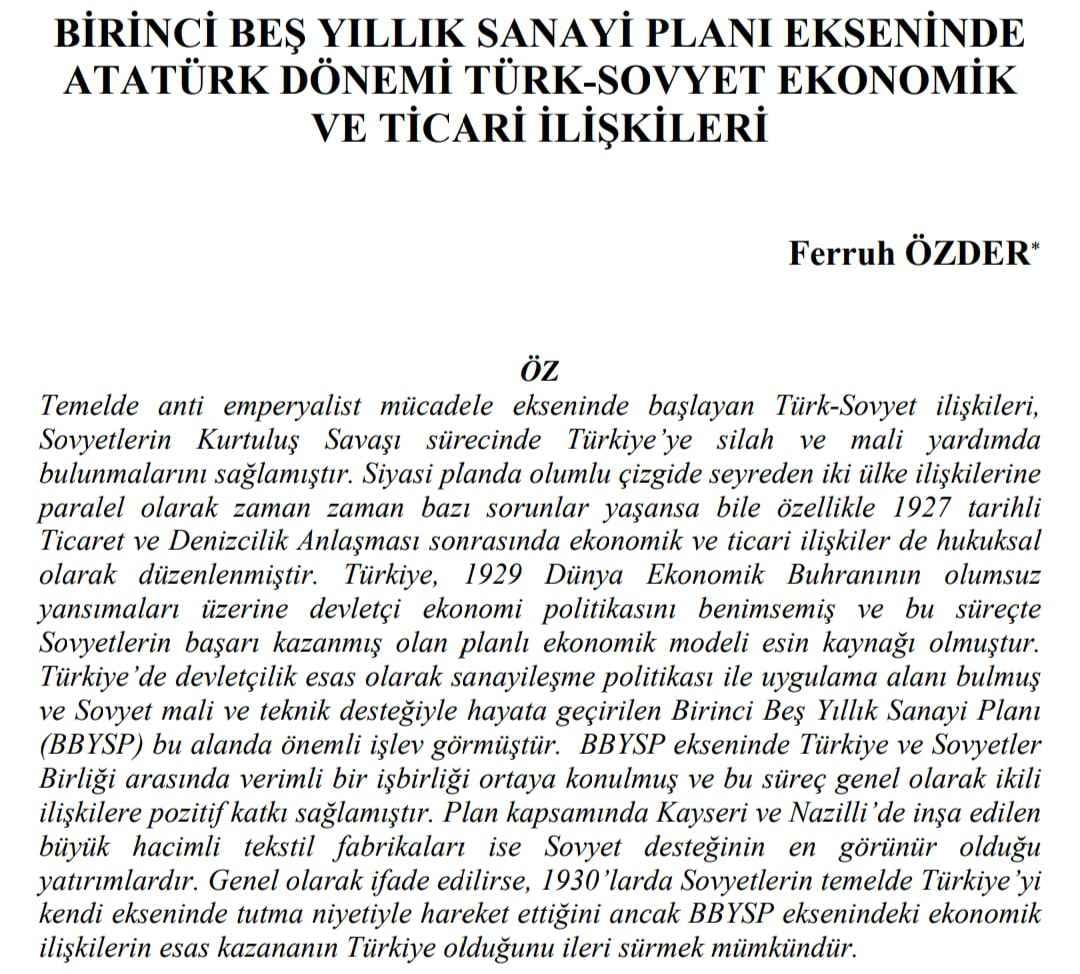 BİRİNCİ BEŞ YILLIK SANAYİ PLANI EKSENİNDE
ATATÜRK DÖNEMİ TÜRK-SOVYET EKONOMİK
VE TİCARİ İLİŞKİLERİ
Ferruh ÖZDER*
ÖZ
Temelde anti emperyalist mücadele ekseninde başlayan Türk-Sovyet ilişkileri,
Sovyetlerin Kurtuluş Savaşı sürecinde Türkiye’ye silah ve mali yardımda
bulunmalarını sağlamıştır. Siyasi planda olumlu çizgide seyreden iki ülke ilişkilerine
paralel olarak zaman zaman bazı sorunlar yaşansa bile özellikle 1927 tarihli
Ticaret ve Denizcilik Anlaşması sonrasında ekonomik ve ticari ilişkiler de hukuksal
olarak düzenlenmiştir. Türkiye, 1929 Dünya Ekonomik Buhranının olumsuz
yansımaları üzerine devletçi ekonomi politikasını benimsemiş ve bu süreçte
Sovyetlerin başarı kazanmış olan planlı ekonomik modeli esin kaynağı olmuştur.
Türkiye’de devletçilik esas olarak sanayileşme politikası ile uygulama alanı bulmuş
ve Sovyet mali ve teknik desteğiyle hayata geçirilen Birinci Beş Yıllık Sanayi Planı
(BBYSP) bu alanda önemli işlev görmüştür. BBYSP ekseninde Türkiye ve Sovyetler
Birliği arasında verimli bir işbirliği ortaya konulmuş ve bu süreç genel olarak ikili
ilişkilere pozitif katkı sağlamıştır. Plan kapsamında Kayseri ve Nazilli’de inşa edilen
büyük hacimli tekstil fabrikaları ise Sovyet desteğinin en görünür olduğu
yatırımlardır. Genel olarak ifade edilirse, 1930’larda Sovyetlerin temelde Türkiye’yi
kendi ekseninde tutma niyetiyle hareket ettiğini ancak BBYSP eksenindeki ekonomik
ilişkilerin esas kazananın Türkiye olduğunu ileri sürmek mümkündür.